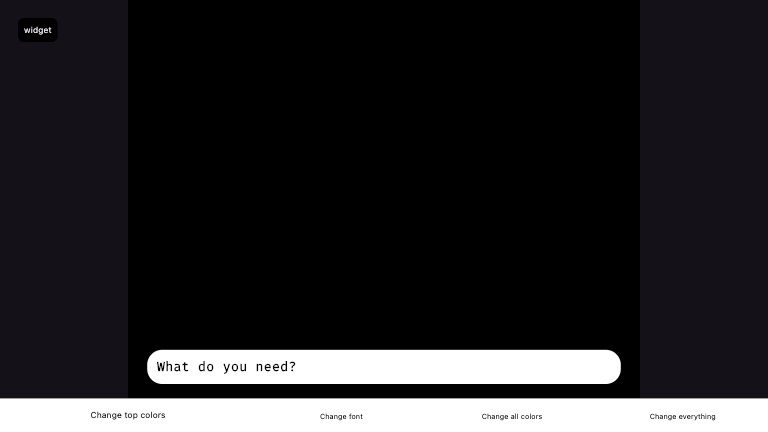 widget
What do you need?
Change top colors
Change font
Change all colors
Change everything